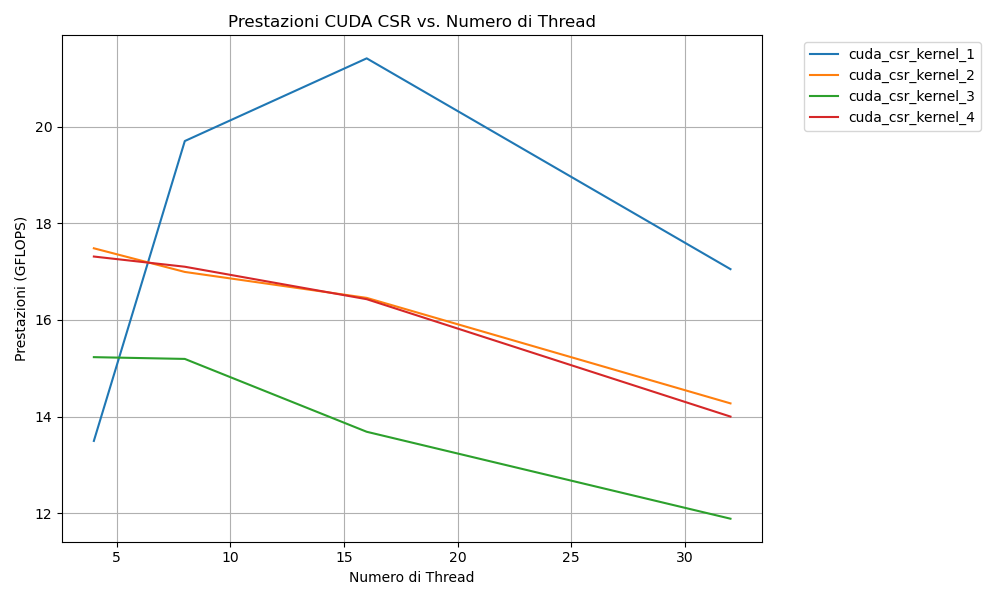 Prestazioni CUDA CSR vs. Numero di Thread
cuda_csr_kernel_1
cuda_csr_kernel_2
cuda_csr_kernel_3
cuda_csr_kernel_4
Prestazioni (GFLOPS)
20
18
16
14
12
5 10 15 20 25 30
Numero di Thread